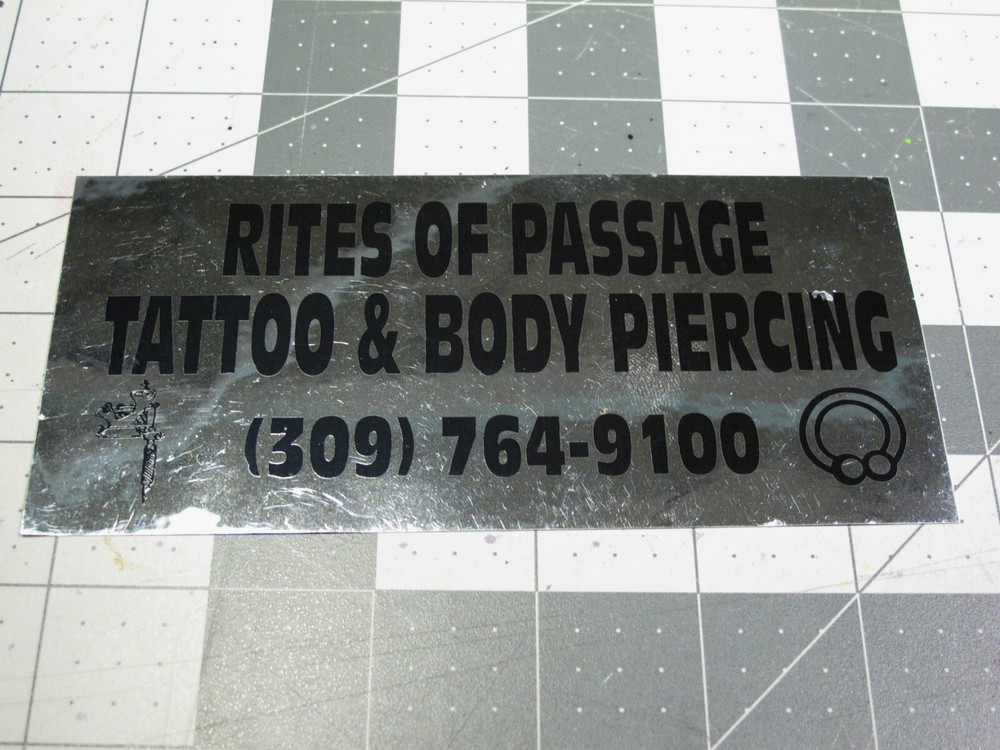 RITES OF PASSAGE
TATTOO & BODY PIERCING
(309) 764-9100